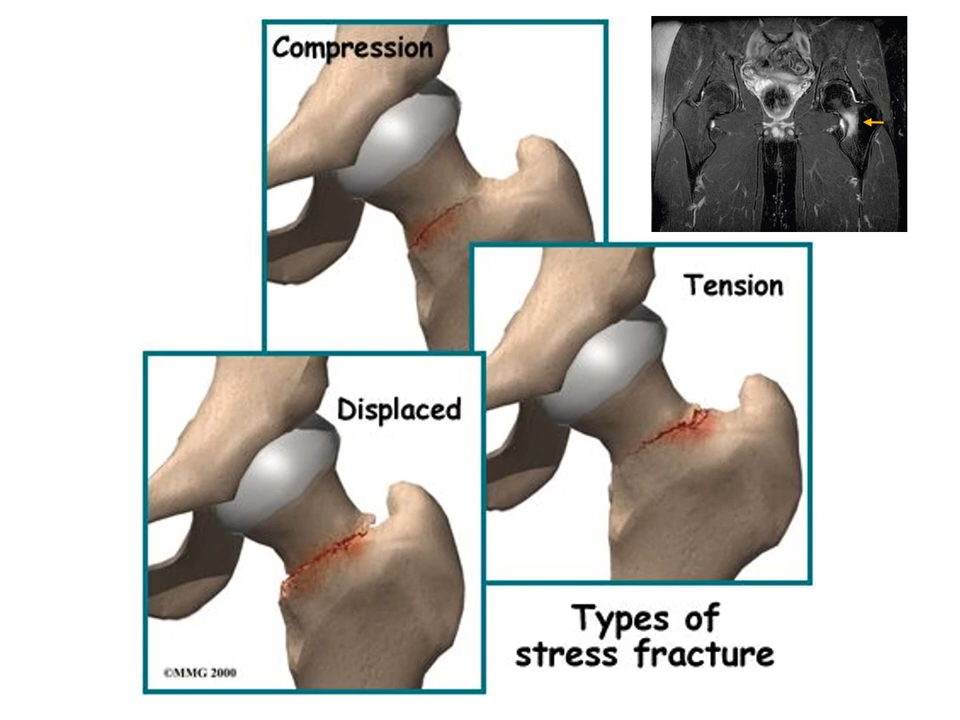 Compression
Tension
Displaced
Types of
stress fracture
©MMG 2000